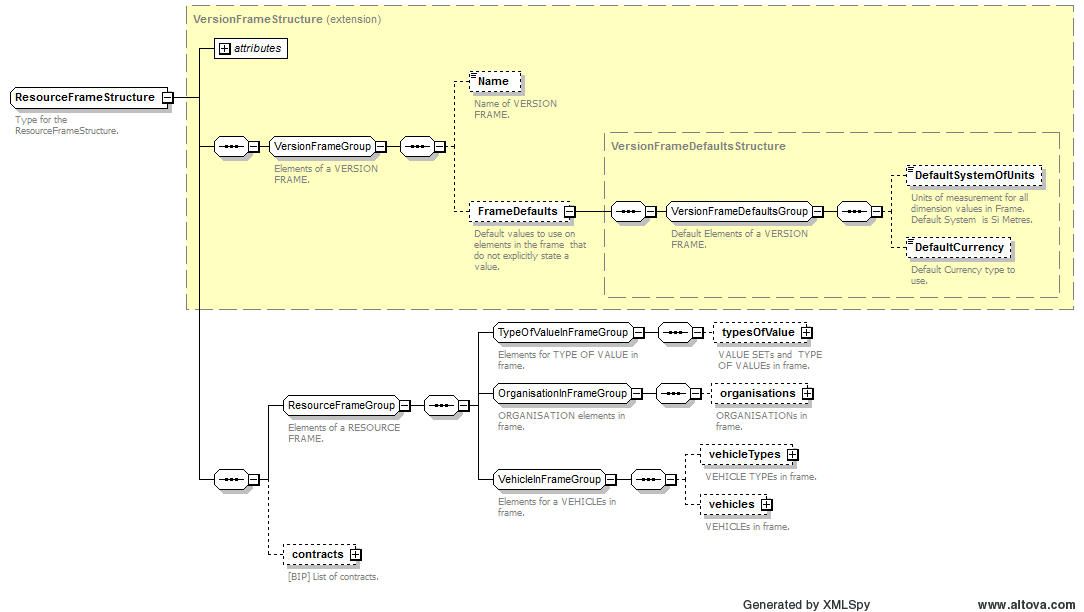 VersionFrameStructure (extension)
attributes
ResourceFrameStructure
Type for the
ResourceFrameStructure.
Name
Name of VERSION
FRAME.
VersionFrameGroup
Elements of a VERSION
FRAME.
FrameDefaults
Default values to use on
elements in the frame that
do not explicitly state a
value.
VersionFrameDefaultsStructure
VersionFrameDefaultsGroup
Default Elements of a VERSION
FRAME.
DefaultSystemOfUnits
Units of measurement for all
dimension values in Frame.
Default System is Si Metres.
DefaultCurrency
Default Currency type to
use.
ResourceFrameGroup
Elements of a RESOURCE
FRAME.
TypeOfValueInFrameGroup
Elements for TYPE OF VALUE in
frame.
typesOfValue
VALUE SETs and TYPE
OF VALUEs in frame.
OrganisationInFrameGroup
ORGANISATION elements in
frame.
organisations
ORGANISATIONs in
frame.
VehicleInFrameGroup
Elements for a VEHICLEs in
frame.
vehicleTypes
VEHICLE TYPEs in frame.
vehicles
VEHICLEs in frame.
contracts
[BIP] List of contracts.
Generated by XMLSpy
www.altova.com